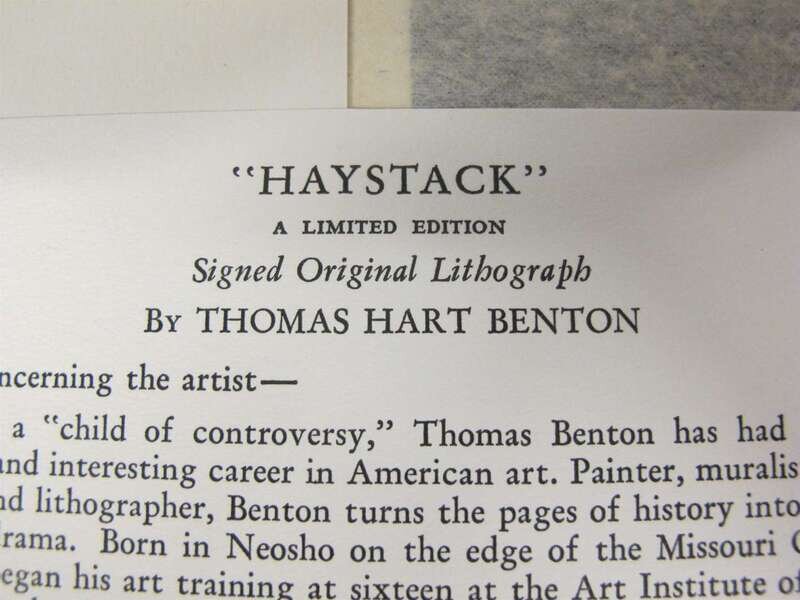 “HAYSTACK”
A LIMITED EDITION
Signed Original Lithograph
By THOMAS HART BENTON
ncerning the artist—
a “child of controversy,” Thomas Benton has had
and interesting career in American art. Painter, muralis
nd lithographer, Benton turns the pages of history into
rama. Born in Neosho on the edge of the Missouri
egan his art training at sixteen at the Art Institute of